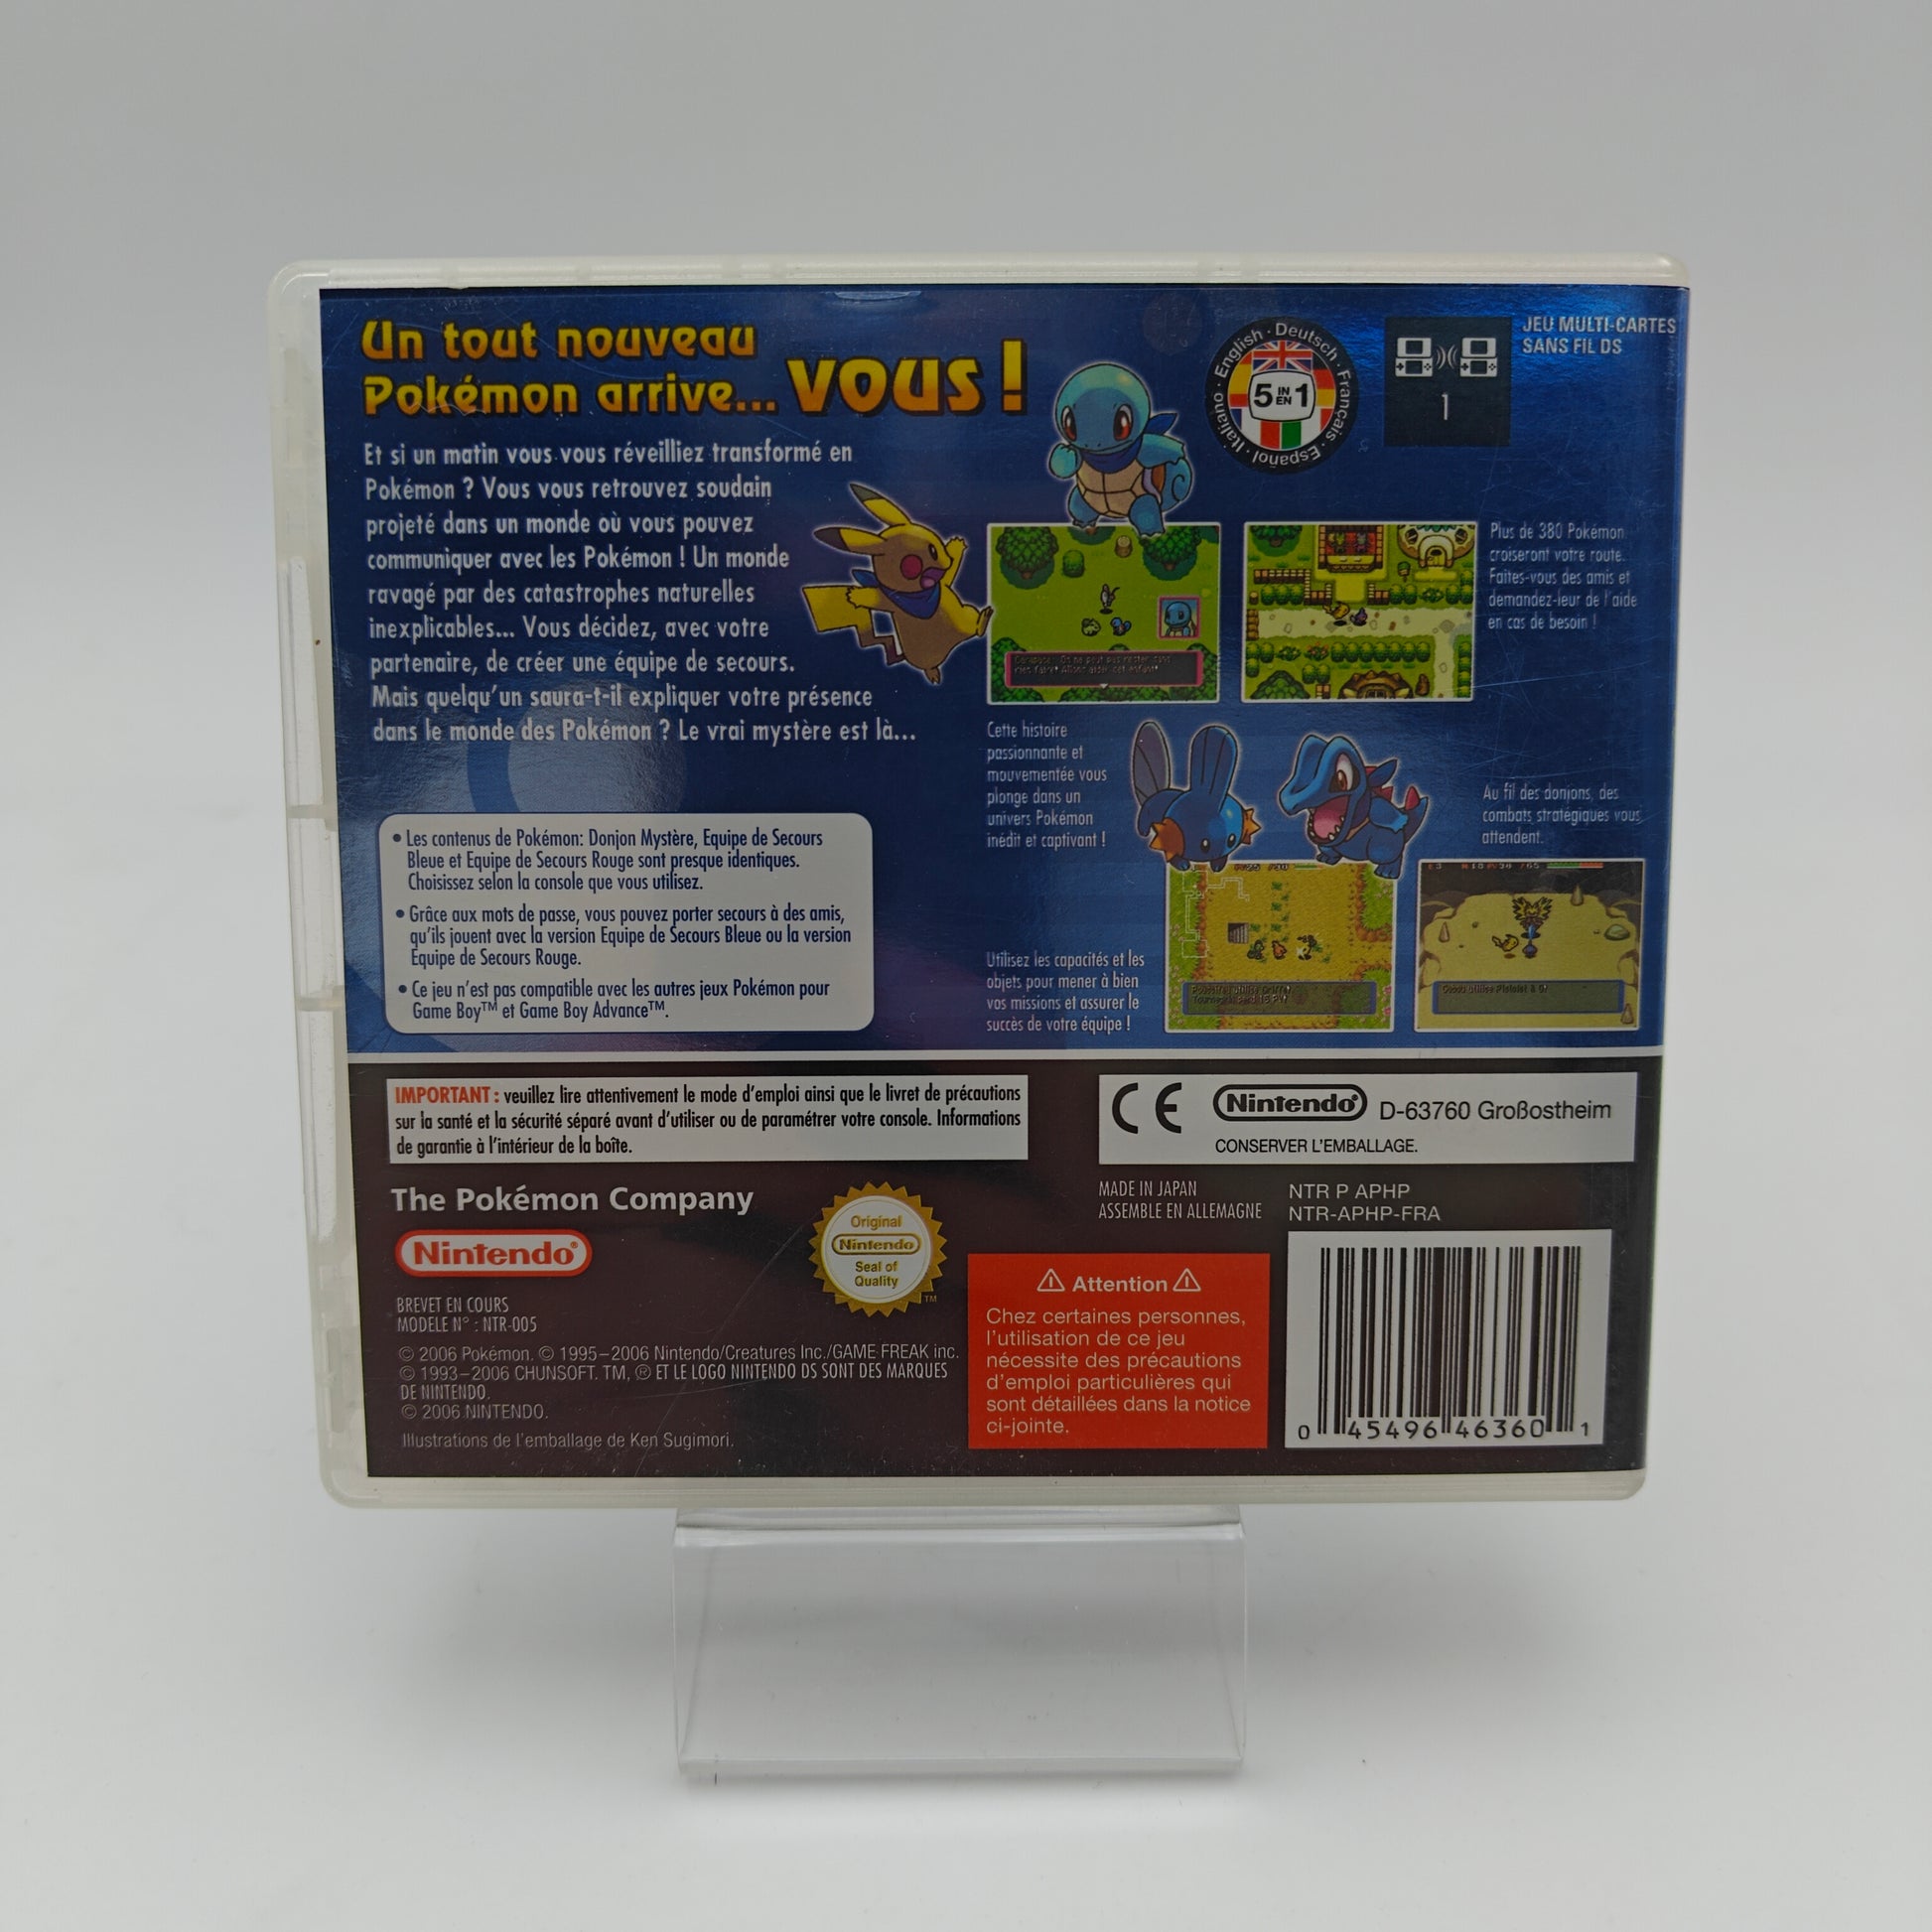 Un tout nouveau
Pokémon arrive... VOUS !
Et si un matin vous vous réveilliez transformé en
Pokémon ? Vous vous retrouvez soudain
projeté dans un monde où vous pouvez
communiquer avec les Pokémon ! Un monde
ravagé par des catastrophes naturelles
inexplicables... Vous décidez, avec votre
partenaire, de créer une équipe de secours.
Mais quelqu'un saura-t-il expliquer votre présence
dans le monde des Pokémon ? Le vrai mystère est là...
• Les contenus de Pokémon: Donjon Mystère, Equipe de Secours
Bleue et Equipe de Secours Rouge sont presque identiques.
Choisissez selon la console que vous utilisez.
• Grâce aux mots de passe, vous pouvez porter secours à des amis,
qu'ils jouent avec la version Equipe de Secours Bleue ou la version
Equipe de Secours Rouge.
• Ce jeu n'est pas compatible avec les autres jeux Pokémon pour
Game Boy™ et Game Boy Advance™.
English · Deutsch · Français · Español · Italiano ·
5 IN EN 1
1
JEU MULTI-CARTES
SANS FIL DS
Plus de 380 Pokémon
croiseront votre route.
Faites-vous des amis et
demandez-leur de l'aide
en cas de besoin !
Cette histoire
passionnante et
mouvementée vous
plonge dans un
univers Pokémon
inédit et captivant !
Au fil des donjons, des
combats stratégiques vous
attendent.
Utilisez les capacités et les
objets pour mener à bien
vos missions et assurer le
succès de votre équipe !
IMPORTANT : veuillez lire attentivement le mode d'emploi ainsi que le livret de précautions
sur la santé et la sécurité séparé avant d'utiliser ou de paramétrer votre console. Informations
de garantie à l'intérieur de la boîte.
CE Nintendo® D-63760 Großostheim
CONSERVER L'EMBALLAGE.
The Pokémon Company
Nintendo®
Original
Nintendo
Seal of
Quality
TM
MADE IN JAPAN
ASSEMBLE EN ALLEMAGNE
NTR P APHP
NTR-APHP-FRA
BREVET EN COURS
MODELE N° : NTR-005
© 2006 Pokémon. © 1995–2006 Nintendo/Creatures Inc./GAME FREAK inc.
© 1993–2006 CHUNSOFT. TM, ® ET LE LOGO NINTENDO DS SONT DES MARQUES
DE NINTENDO.
© 2006 NINTENDO.
Illustrations de l'emballage de Ken Sugimori.
⚠ Attention ⚠
Chez certaines personnes,
l'utilisation de ce jeu
nécessite des précautions
d'emploi particulières qui
sont détaillées dans la notice
ci-jointe.
0 45496 46360 1